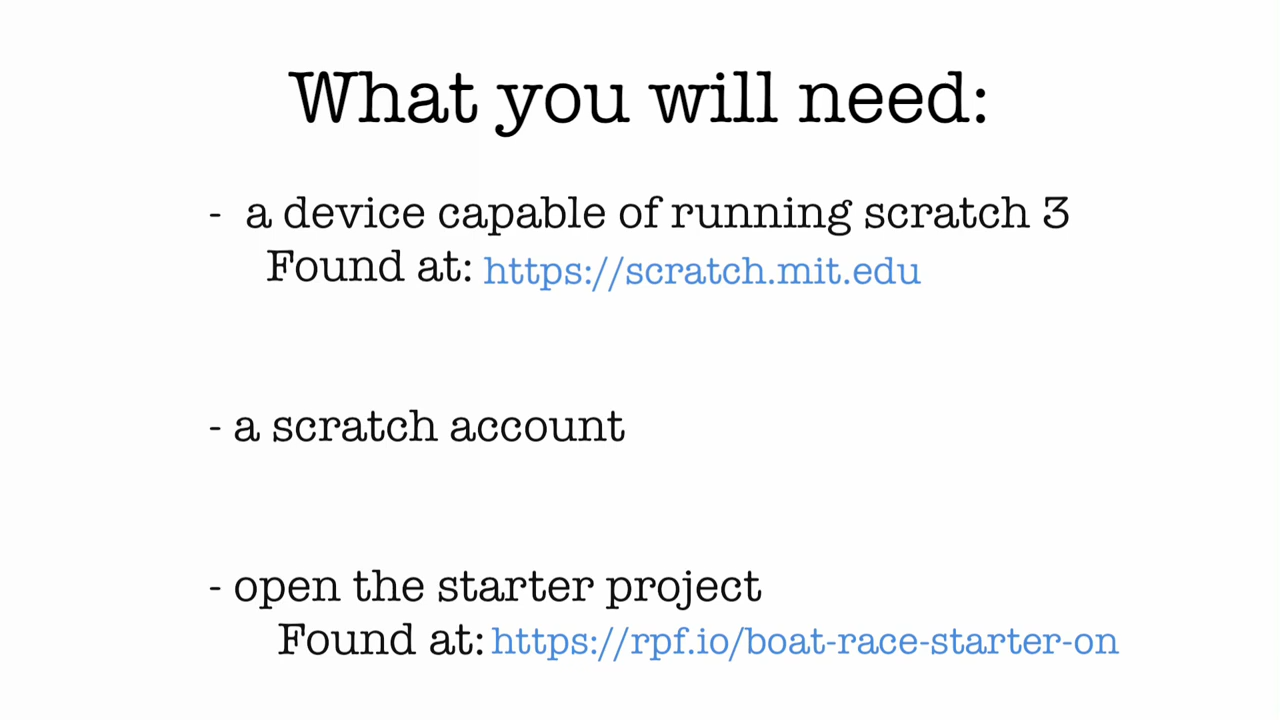 What you will need:
- a device capable of running scratch 3
Found at: https://scratch.mit.edu
- a scratch account
- open the starter project
Found at: https://rpf.io/boat-race-starter-on